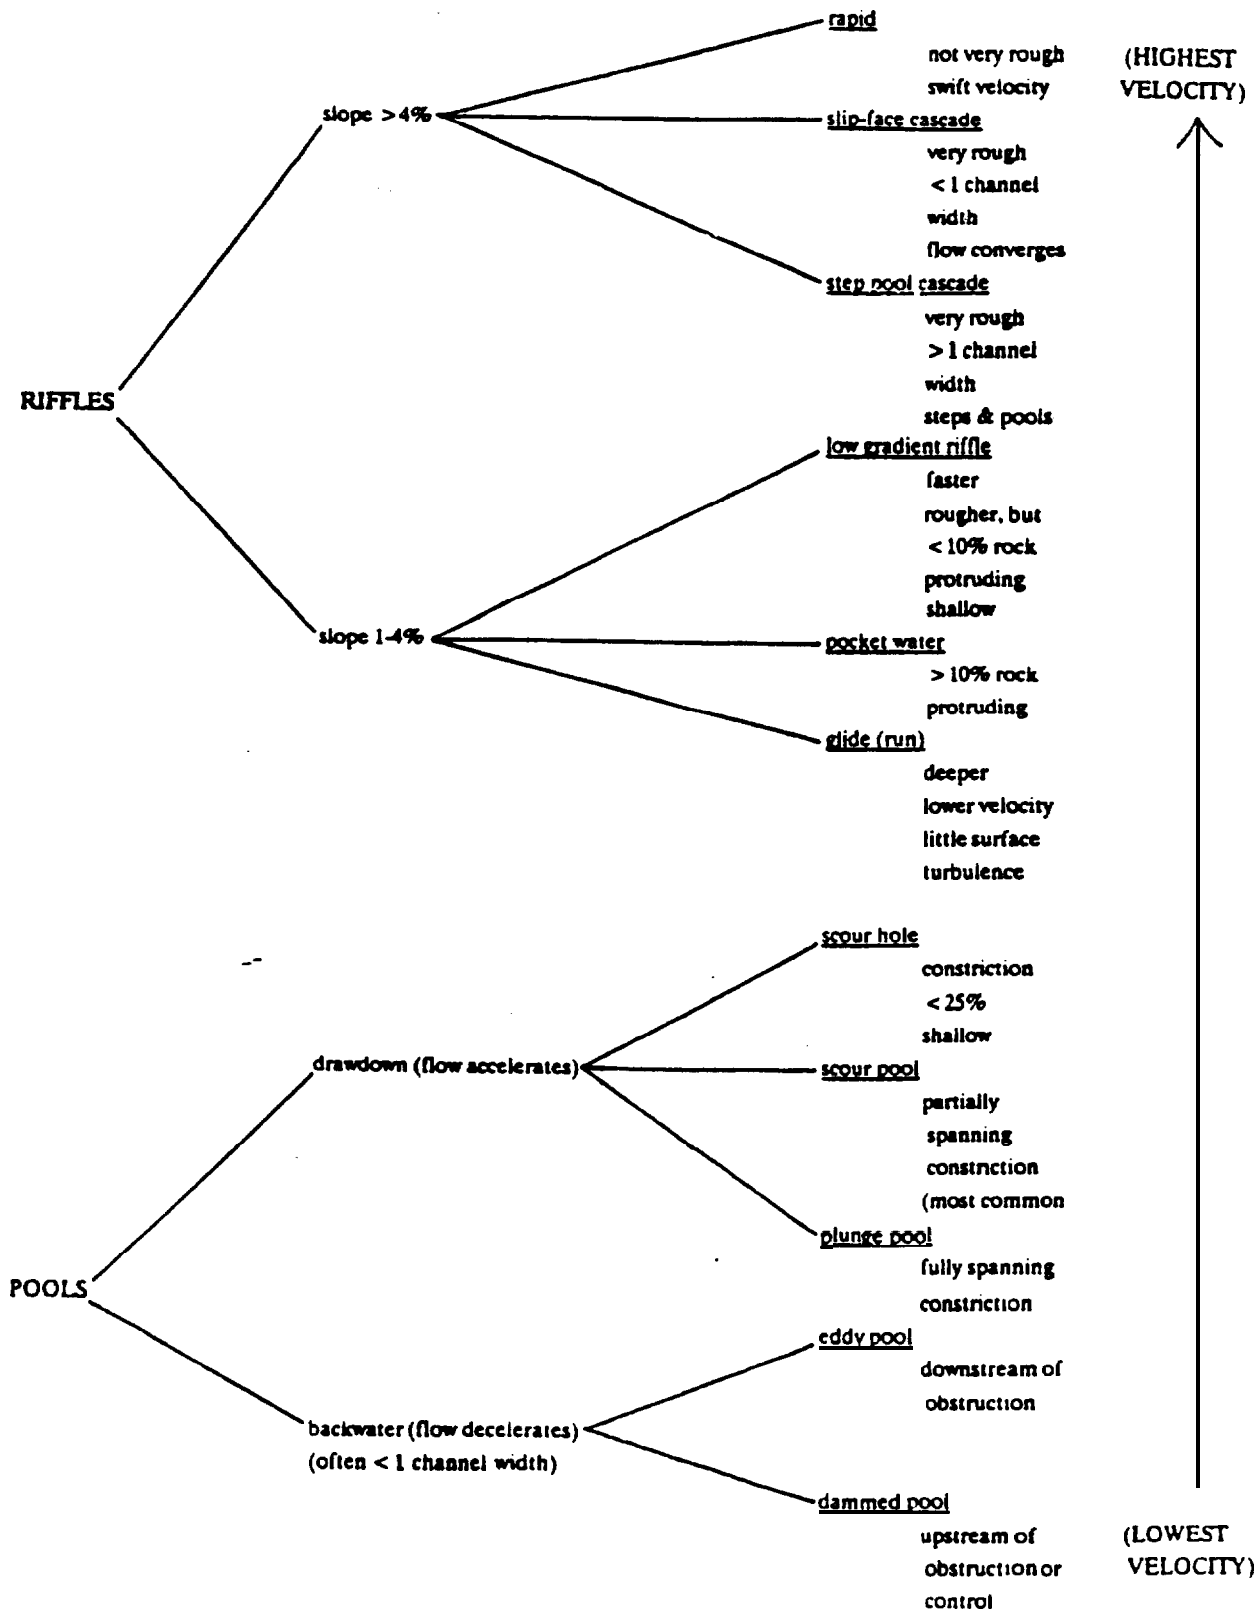 rapid
not very rough
swift velocity
(HIGHEST
VELOCITY)
slope > 4%
slip-face cascade
very rough
< 1 channel
width
flow converges
step pool cascade
very rough
> 1 channel
width
steps & pools
RIFFLES
low gradient riffle
faster
rougher, but
< 10% rock
protruding
shallow
slope 1-4%
pocket water
> 10% rock
protruding
glide (run)
deeper
lower velocity
little surface
turbulence
scour hole
constriction
< 25%
shallow
drawdown (flow accelerates)
scour pool
partially
spanning
constriction
(most common
plunge pool
fully spanning
constriction
POOLS
eddy pool
downstream of
obstruction
backwater (flow decelerates)
(often < 1 channel width)
dammed pool
upstream of
obstruction or
control
(LOWEST
VELOCITY)